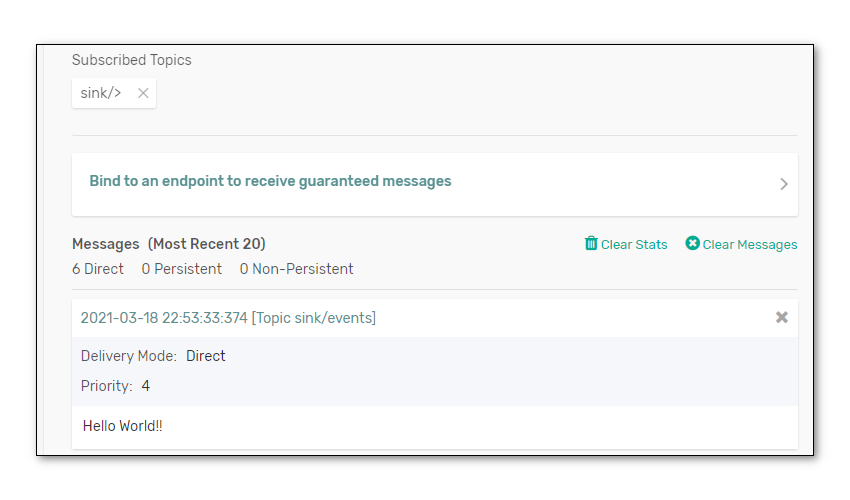 Subscribed Topics
sink/>
Bind to an endpoint to receive guaranteed messages
Messages (Most Recent 20) Clear Stats Clear Messages
6 Direct 0 Persistent 0 Non-Persistent
2021-03-18 22:53:33:374 [Topic sink/events]
Delivery Mode: Direct
Priority: 4
Hello World!!